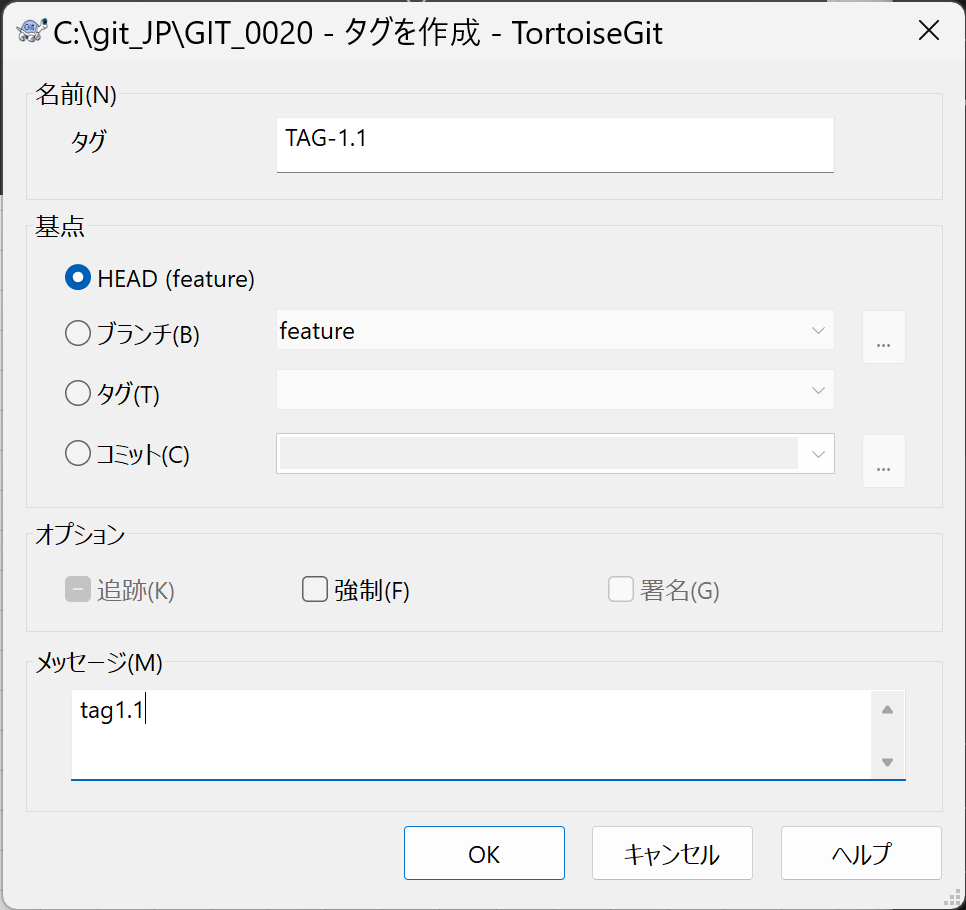 C:\git_JP\GIT_0020 - タグを作成 - TortoiseGit
名前(N)
タグ
TAG-1.1
基点
HEAD (feature)
ブランチ(B)
feature
...
タグ(T)
コミット(C)
...
オプション
追跡(K)
強制(F)
署名(G)
メッセージ(M)
tag1.1
OK
キャンセル
ヘルプ